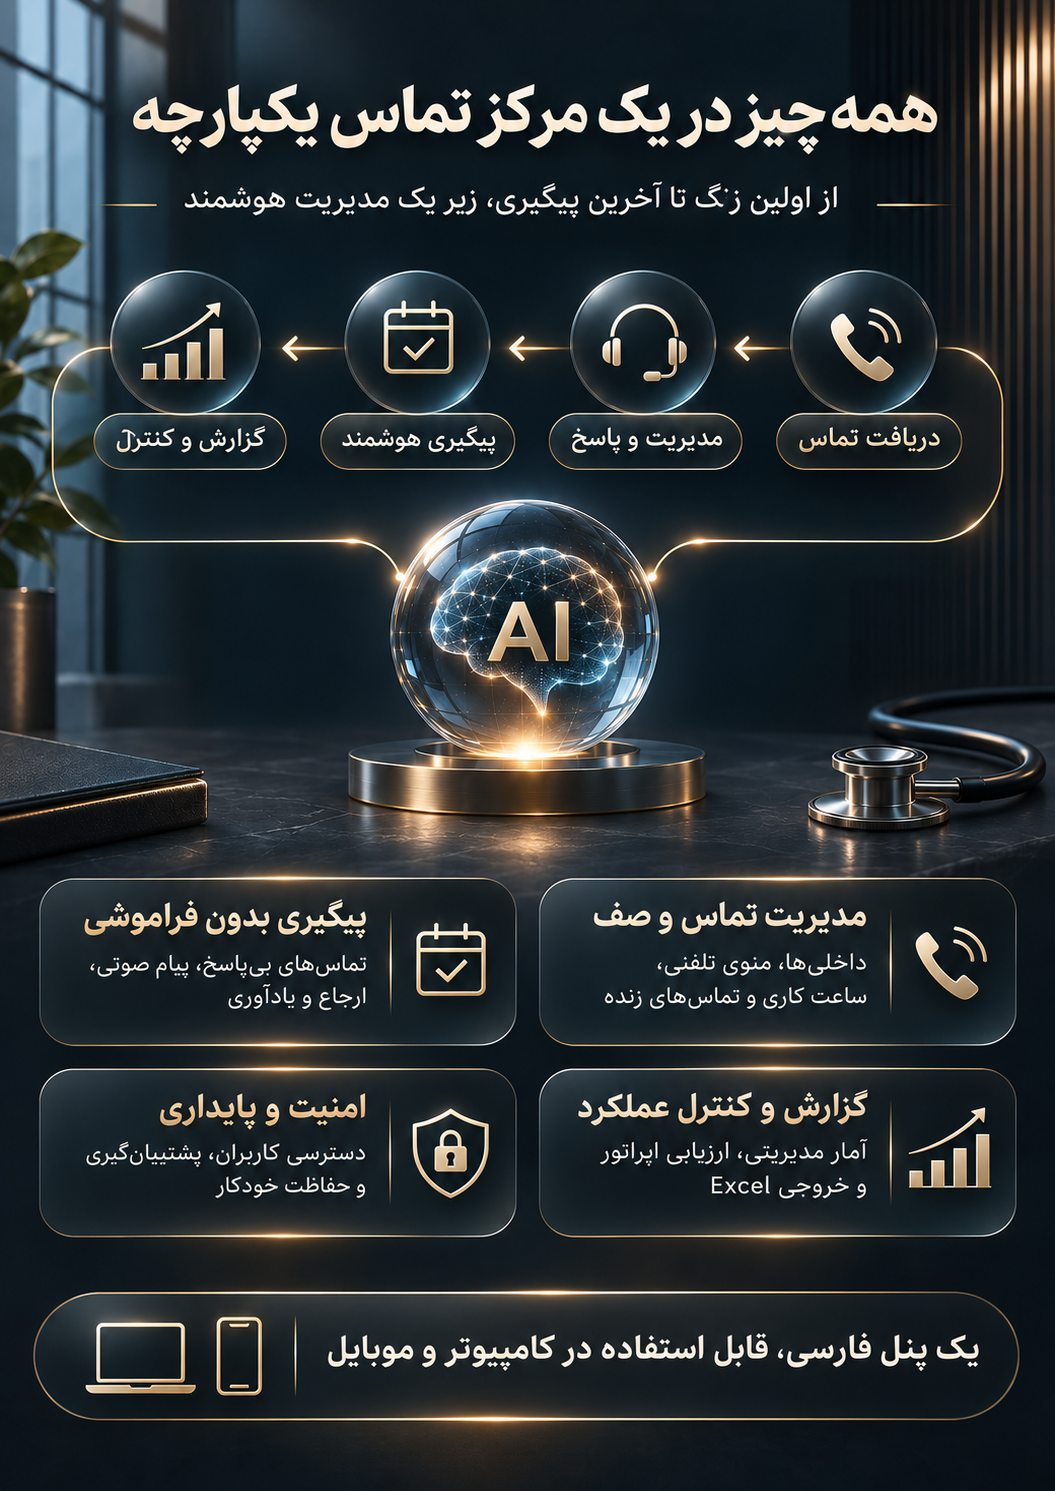 همه چیز در یک مرکز تماس یکپارچه
از اولین زنگ تا آخرین پیگیری، زیر یک مدیریت هوشمند
دریافت تماس
مدیریت و پاسخ
پیگیری هوشمند
گزارش و کنترل
AI
مدیریت تماس و صف
داخلی‌ها، منوی تلفنی،
ساعت کاری و تماس‌های زنده
پیگیری بدون فراموشی
تماس‌های بی‌پاسخ، پیام صوتی،
ارجاع و یادآوری
گزارش و کنترل عملکرد
آمار مدیریتی، ارزیابی اپراتور
و خروجی Excel
امنیت و پایداری
دسترسی کاربران، پشتیبان‌گیری
و حفاظت خودکار
یک پنل فارسی، قابل استفاده در کامپیوتر و موبایل